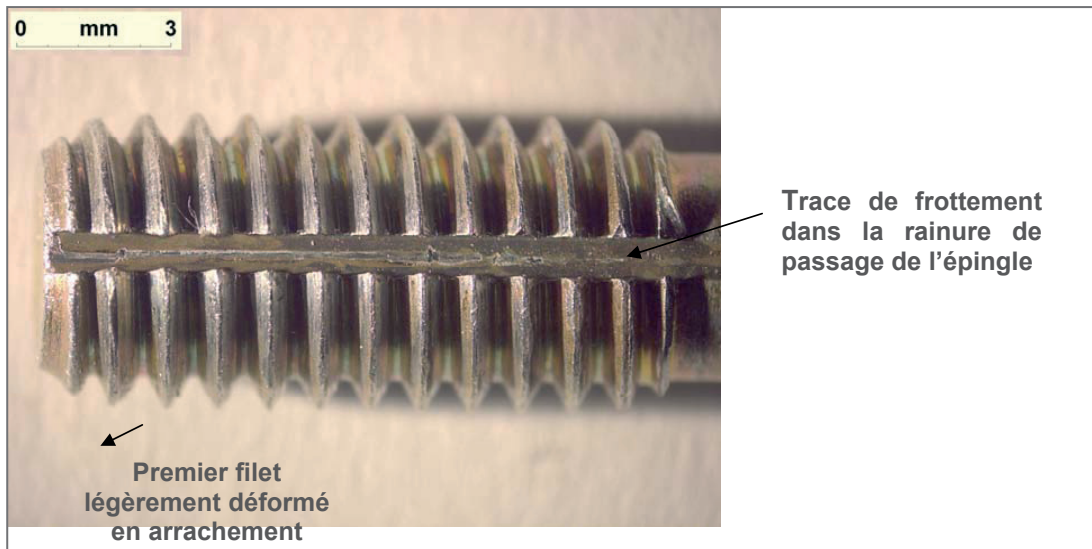 0 mm 3
Trace de frottement
dans la rainure de
passage de l'épingle
Premier filet
légèrement déformé
en arrachement